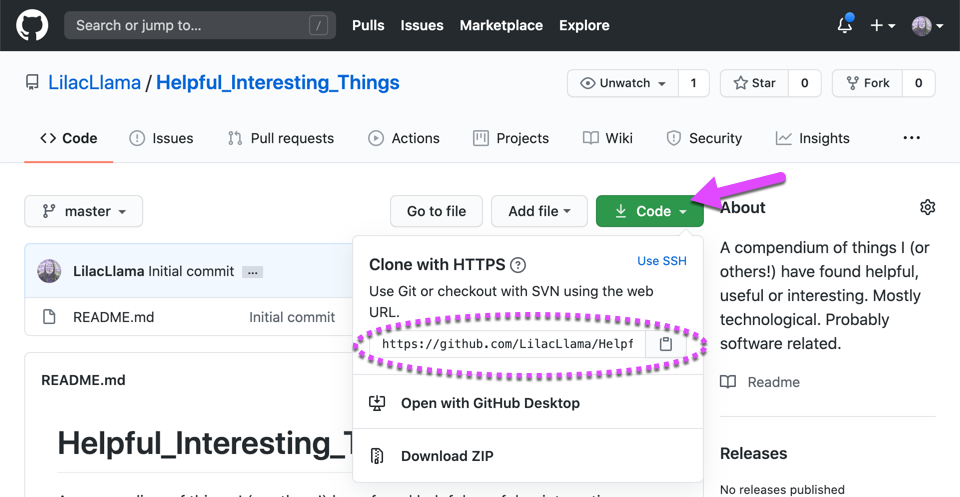 Search or jump to... /
Pulls Issues Marketplace Explore
LilacLlama / Helpful_Interesting_Things
Unwatch 1 Star 0 Fork 0
Code Issues Pull requests Actions Projects Wiki Security Insights ...
master
Go to file Add file Code
About
A compendium of things I (or
others!) have found helpful,
useful or interesting. Mostly
technological. Probably
software related.
Readme
Releases
No releases published
LilacLlama Initial commit ...
README.md Initial commit
README.md
Helpful_Interesting_T
Clone with HTTPS ?
Use SSH
Use Git or checkout with SVN using the web
URL.
https://github.com/LilacLlama/Helpf
Open with GitHub Desktop
Download ZIP